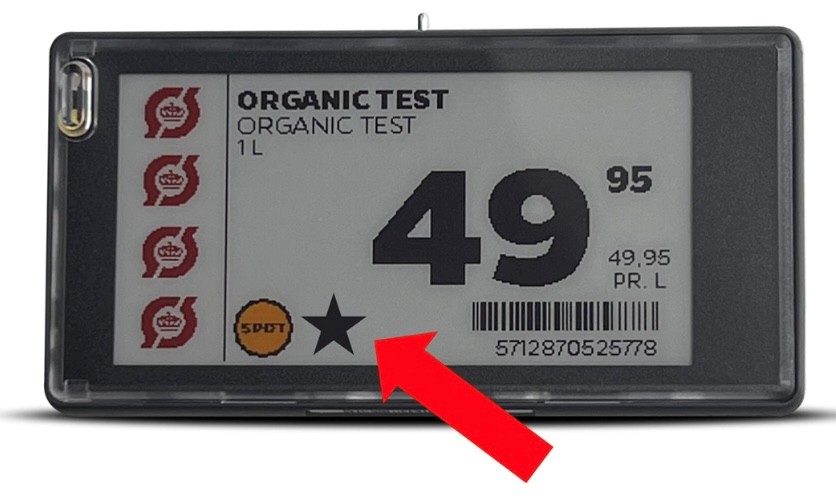 ORGANIC TEST
ORGANIC TEST
1 L
49 95
49,95
PR. L
SPOT
5712870525778